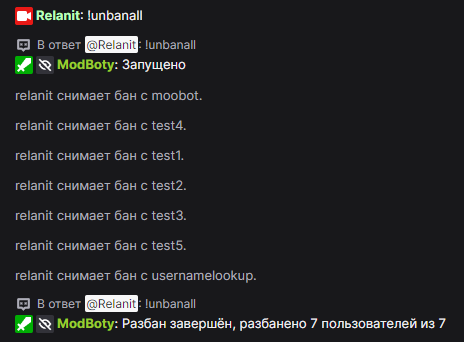 Relanit: !unbanall
В ответ @Relanit: !unbanall
ModBoty: Запущено
relanit снимает бан с moobot.
relanit снимает бан с test4.
relanit снимает бан с test1.
relanit снимает бан с test2.
relanit снимает бан с test3.
relanit снимает бан с test5.
relanit снимает бан с usernamelookup.
В ответ @Relanit: !unbanall
ModBoty: Разбан завершён, разбанено 7 пользователей из 7